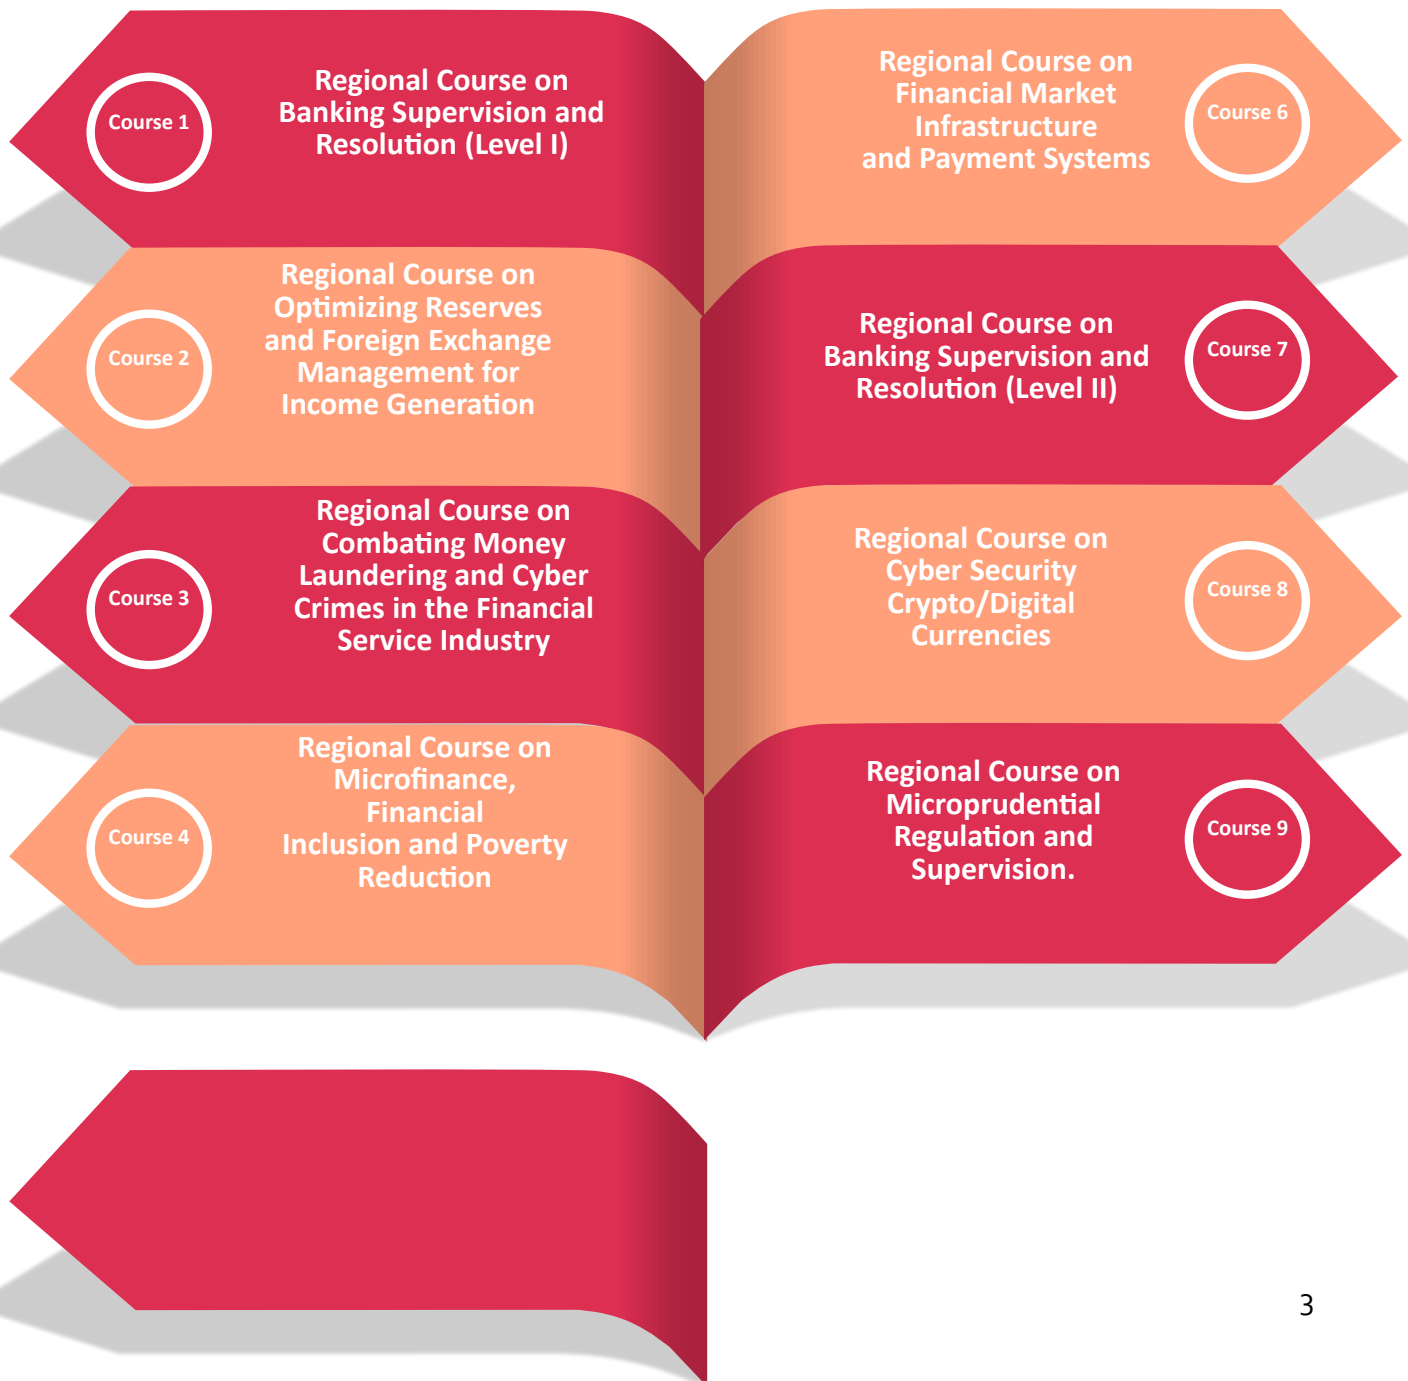 Course 1
Regional Course on
Banking Supervision and
Resolution (Level I)
Course 2
Regional Course on
Optimizing Reserves
and Foreign Exchange
Management for
Income Generation
Course 3
Regional Course on
Combating Money
Laundering and Cyber
Crimes in the Financial
Service Industry
Course 4
Regional Course on
Microfinance,
Financial
Inclusion and Poverty
Reduction
Regional Course on
Financial Market
Infrastructure
and Payment Systems
Course 6
Regional Course on
Banking Supervision and
Resolution (Level II)
Course 7
Regional Course on
Cyber Security
Crypto/Digital
Currencies
Course 8
Regional Course on
Microprudential
Regulation and
Supervision.
Course 9
3